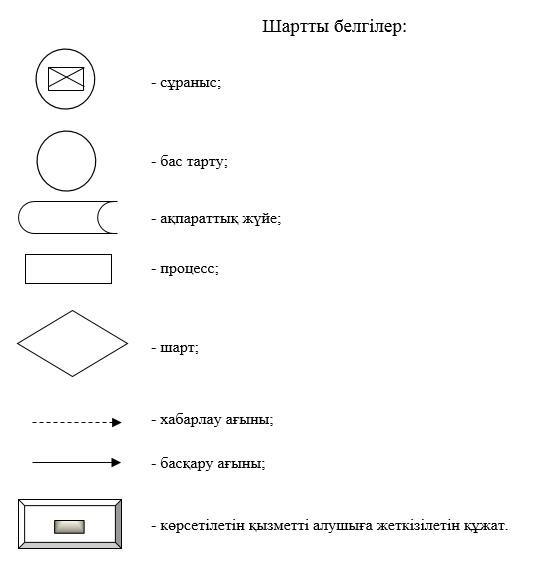 Шартты белгілер:
- сұраныс;
- бас тарту;
- ақпараттық жүйе;
- процесс;
- шарт;
- хабарлау ағыны;
- басқару ағыны;
- көрсетілетін қызметті алушыға жеткізілетін құжат.